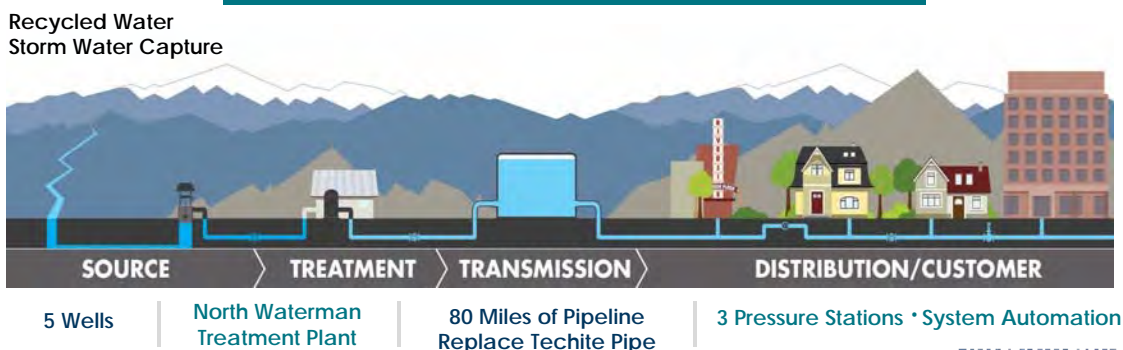 Recycled Water
Storm Water Capture
RIVERSIDE
SOURCE
TREATMENT
TRANSMISSION
DISTRIBUTION/CUSTOMER
5 Wells
North Waterman
Treatment Plant
80 Miles of Pipeline
Replace Techite Pipe
3 Pressure Stations • System Automation